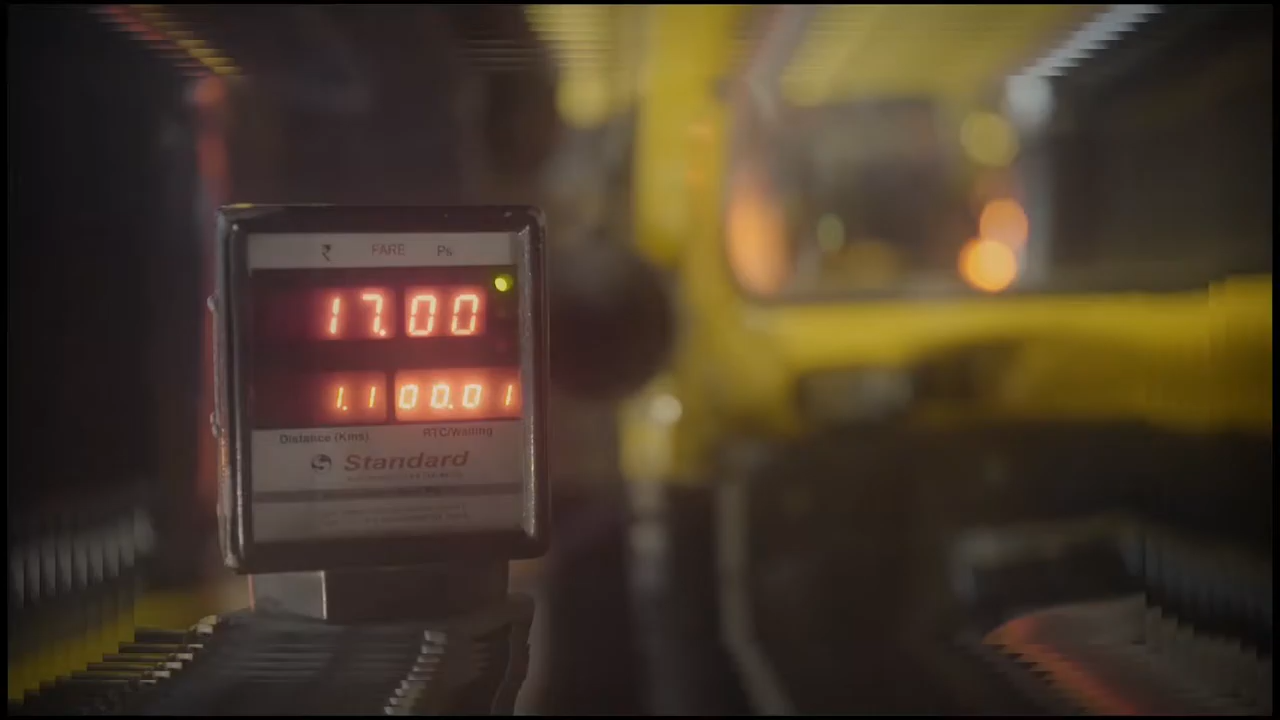 ₹ FARE Ps
17.00
1.1 00.01
Distance (Kms) RTC/Waiting
Standard